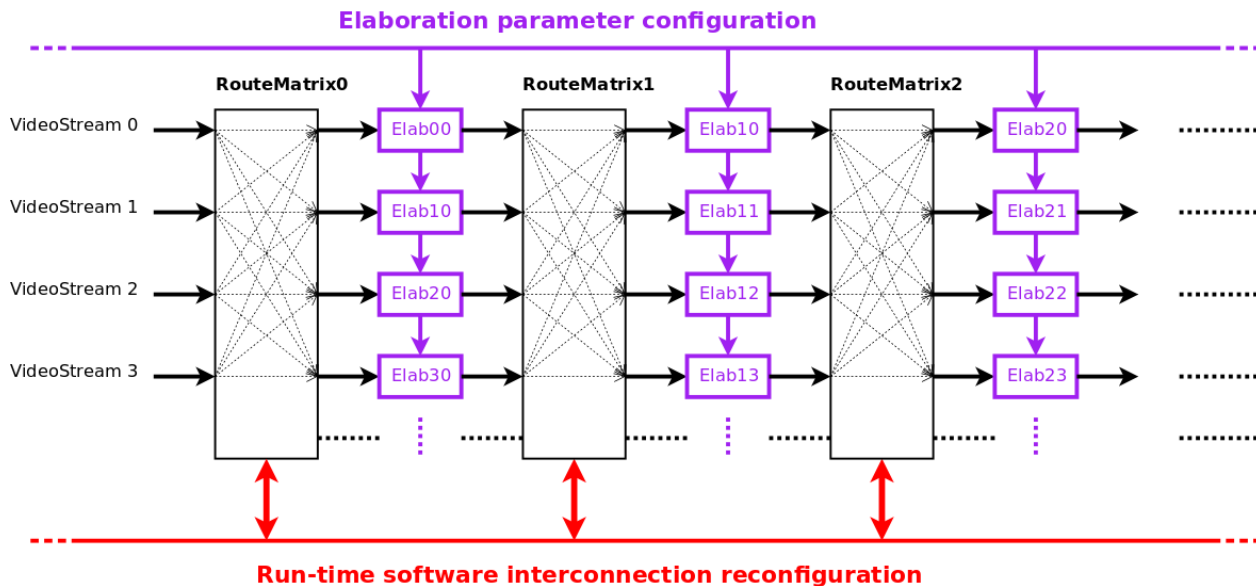 Elaboration parameter configuration
RouteMatrix0 RouteMatrix1 RouteMatrix2
VideoStream 0 Elab00 Elab10 Elab20
VideoStream 1 Elab10 Elab11 Elab21
VideoStream 2 Elab20 Elab12 Elab22
VideoStream 3 Elab30 Elab13 Elab23
Run-time software interconnection reconfiguration